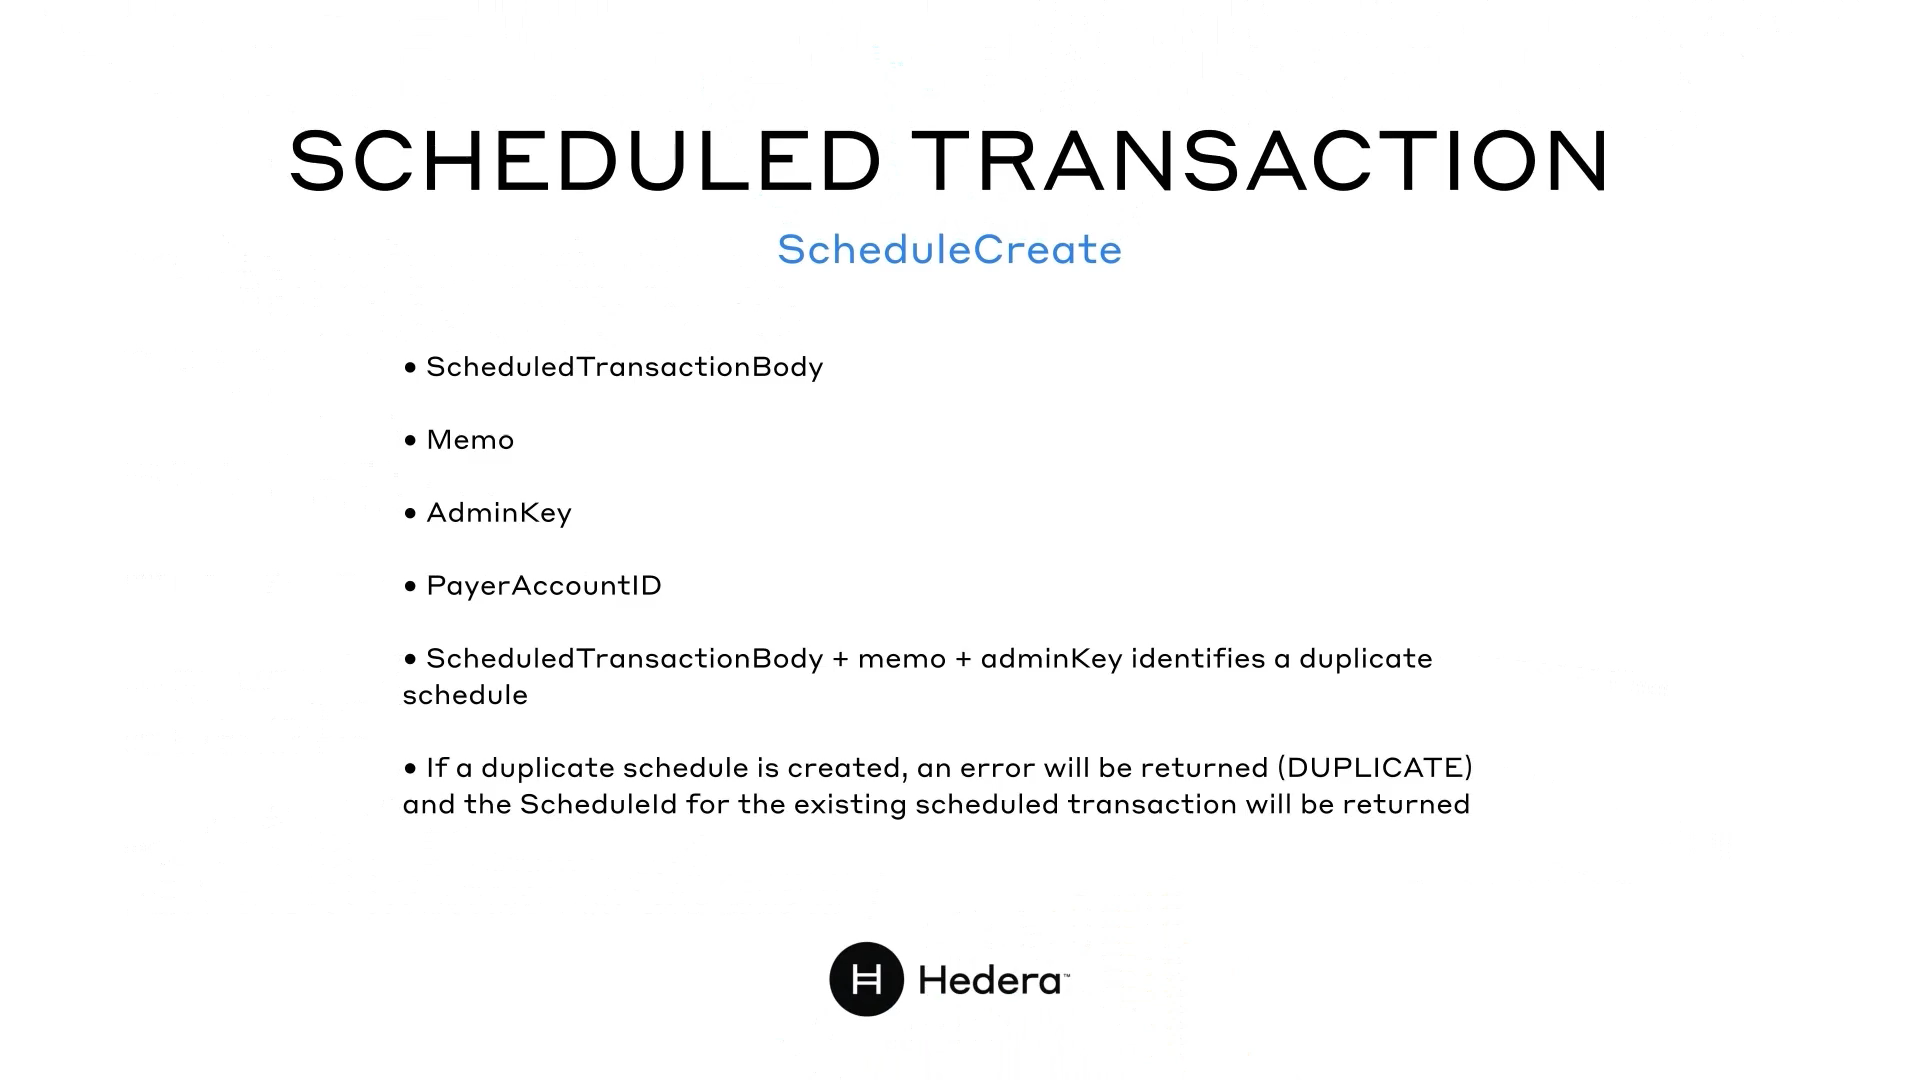 SCHEDULED TRANSACTION
ScheduleCreate
• ScheduledTransactionBody
• Memo
• AdminKey
• PayerAccountID
• ScheduledTransactionBody + memo + adminKey identifies a duplicate
schedule
• If a duplicate schedule is created, an error will be returned (DUPLICATE)
and the ScheduleId for the existing scheduled transaction will be returned
H Hedera™